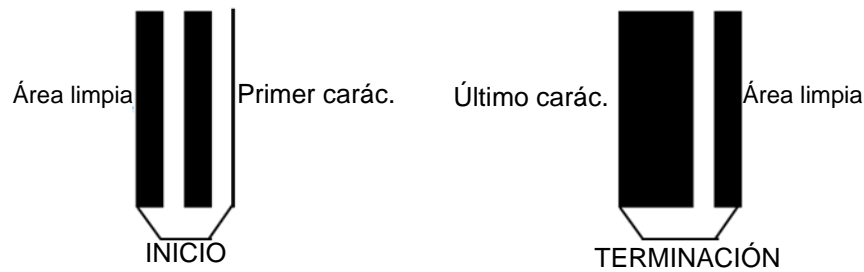 Área limpia
Primer carác.
Último carác.
Área limpia
INICIO
TERMINACIÓN